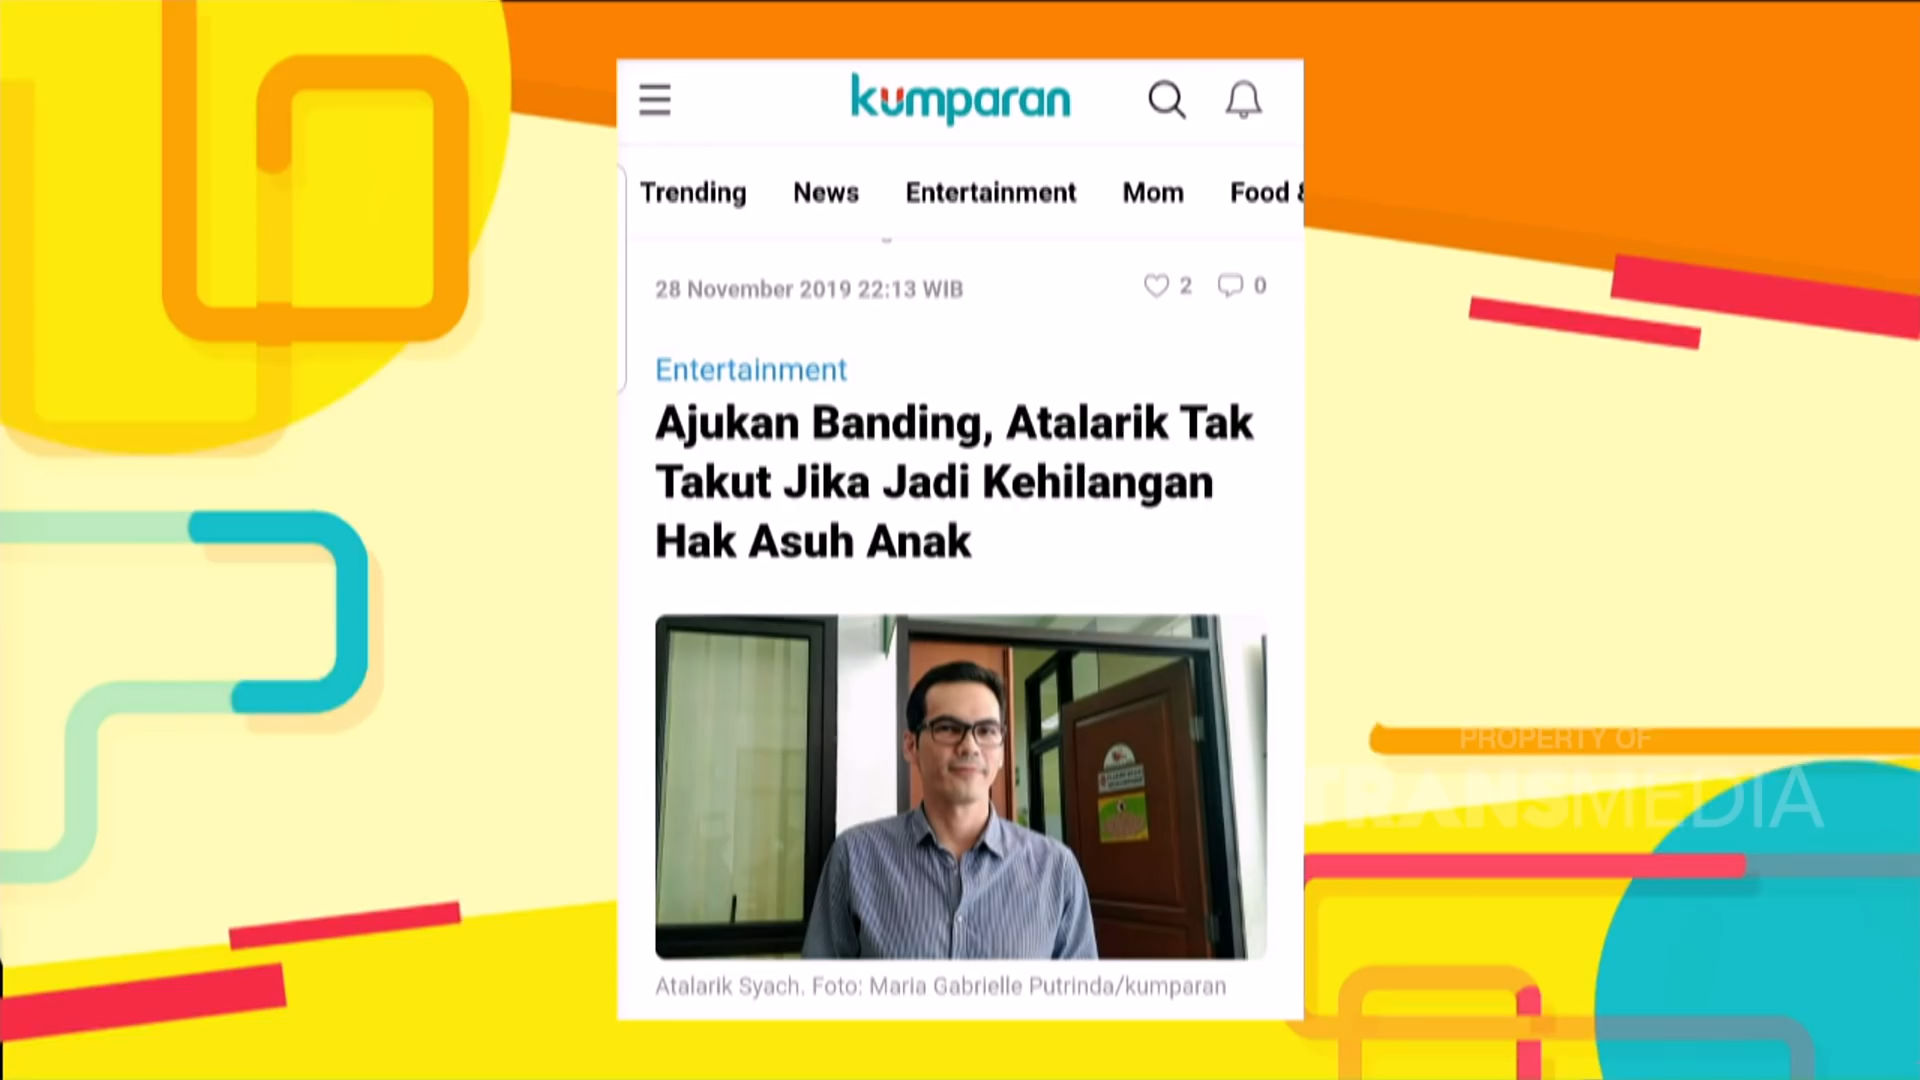 kumparan
Trending News Entertainment Mom Food &
28 November 2019 22:13 WIB 2 0
Entertainment
Ajukan Banding, Atalarik Tak
Takut Jika Jadi Kehilangan
Hak Asuh Anak
Atalarik Syach. Foto: Maria Gabrielle Putrinda/kumparan
PROPERTY OF
TRANSMEDIA